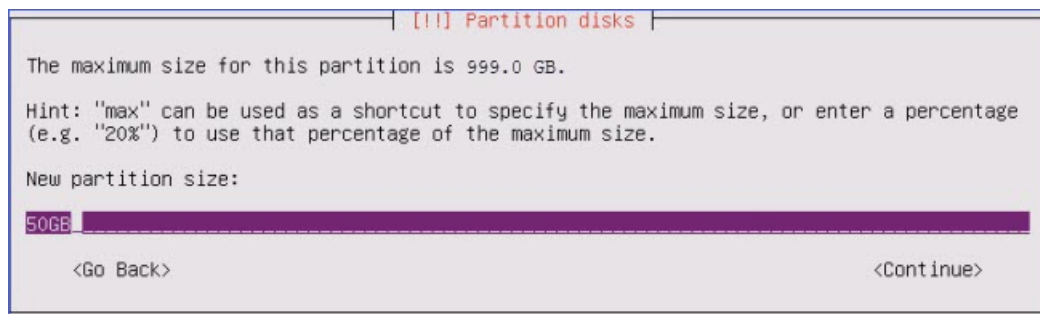 [!!] Partition disks
The maximum size for this partition is 999.0 GB.
Hint: "max" can be used as a shortcut to specify the maximum size, or enter a percentage
(e.g. "20%") to use that percentage of the maximum size.
New partition size:
50GB
<Go Back> <Continue>